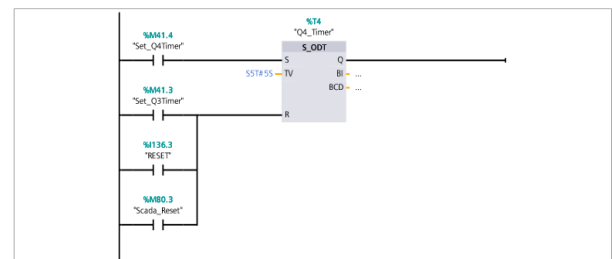 %T4
"Q4_Timer"
%M41.4
"Set_Q4Timer"
S_ODT
S Q
S5T#5S TV BI ...
BCD ...
%M41.3
"Set_Q3Timer"
R
%I136.3
"RESET"
%M80.3
"Scada_Reset"